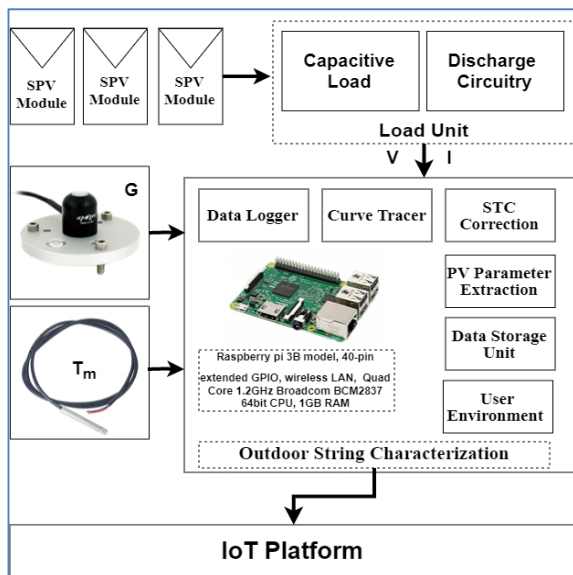 SPV
Module
SPV
Module
SPV
Module
Capacitive
Load
Discharge
Circuitry
Load Unit
V I
G
Data Logger
Curve Tracer
STC
Correction
PV Parameter
Extraction
Data Storage
Unit
User
Environment
Raspberry pi 3B model, 40-pin
extended GPIO, wireless LAN, Quad
Core 1.2GHz Broadcom BCM2837
64bit CPU, 1GB RAM
Tm
Outdoor String Characterization
IoT Platform